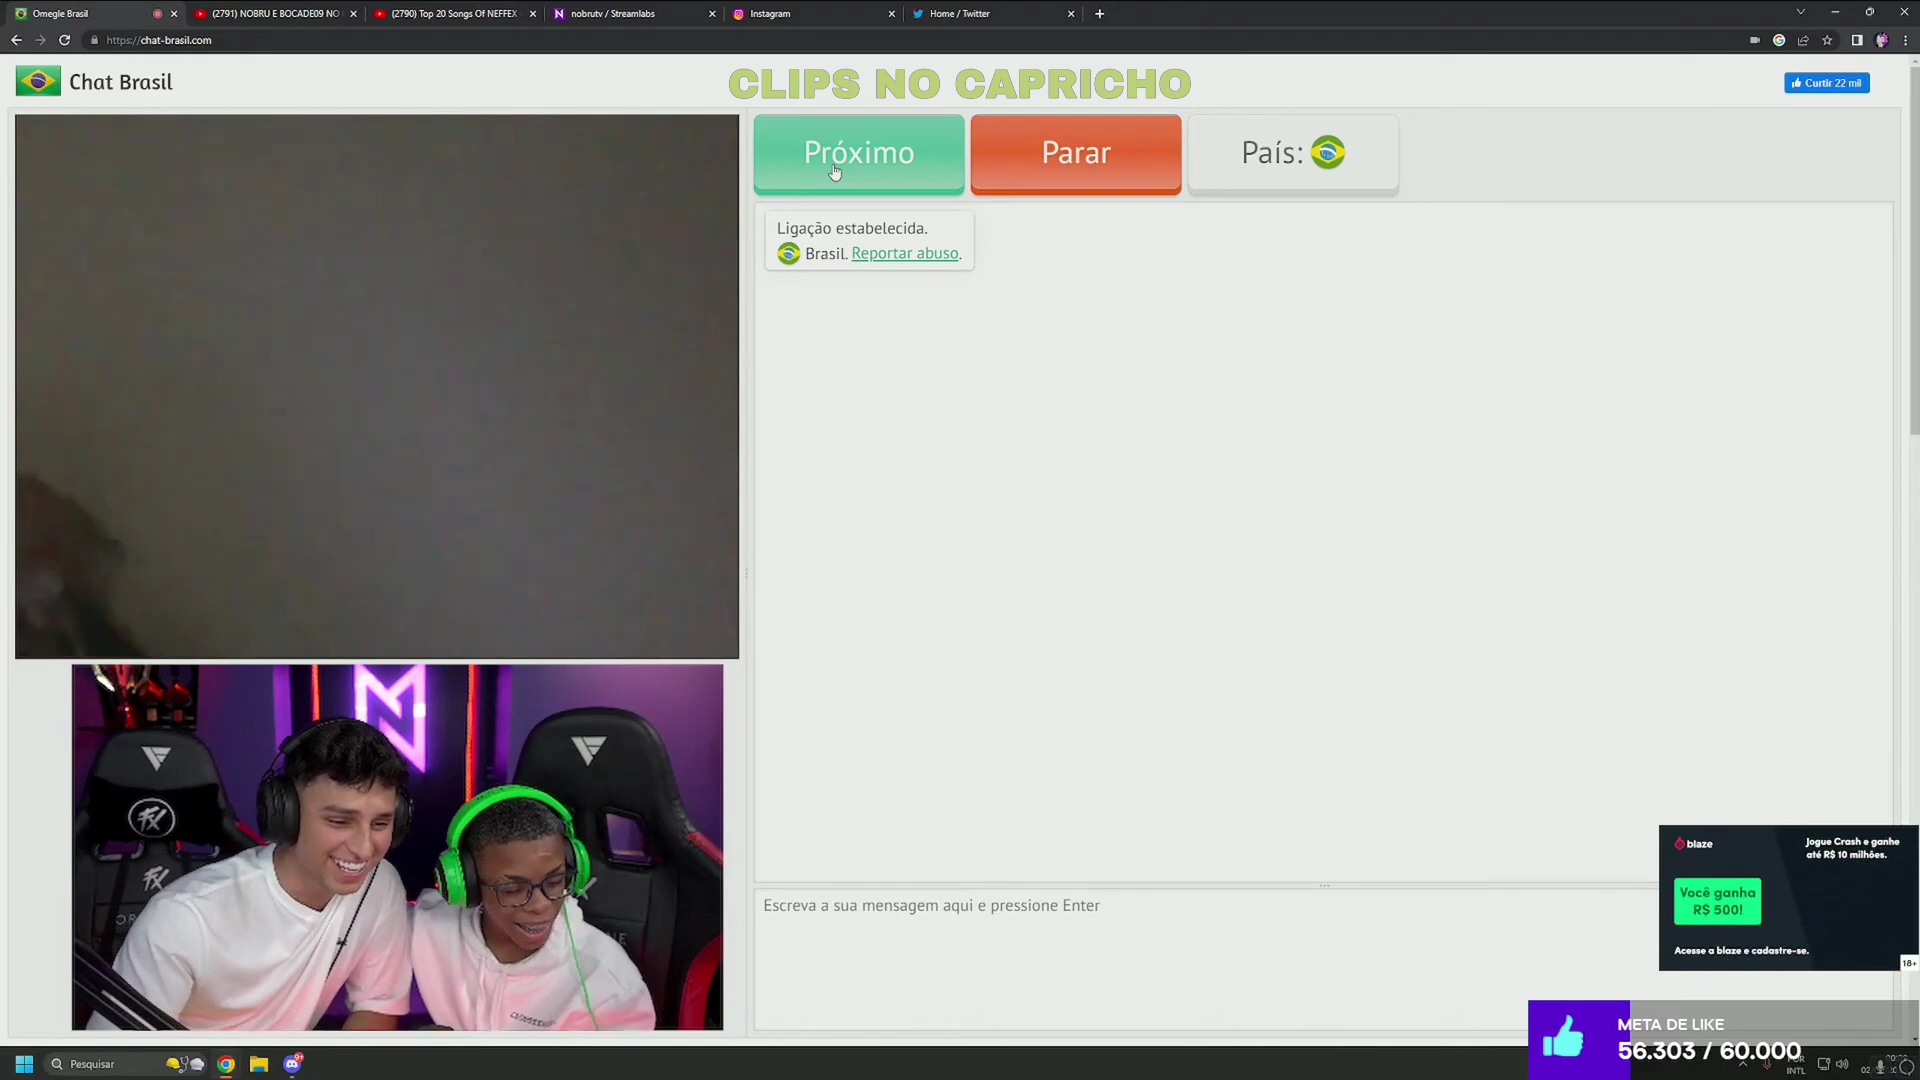 Omegle Brasil
(2791) NOBRU E BOCADE09 NO
(2790) Top 20 Songs Of NEFFEX
nobrutv / Streamlabs
Instagram
Home / Twitter
https://chat-brasil.com
Chat Brasil
CLIPS NO CAPRICHO
Curtir 22 mil
Próximo
Parar
País:
Ligação estabelecida.
Brasil. Reportar abuso.
Escreva a sua mensagem aqui e pressione Enter
blaze
Jogue Crash e ganhe
até R$ 10 milhões.
Você ganha
R$ 500!
Acesse a blaze e cadastre-se.
18+
META DE LIKE
56.303 / 60.000
Pesquisar
POR
INTL